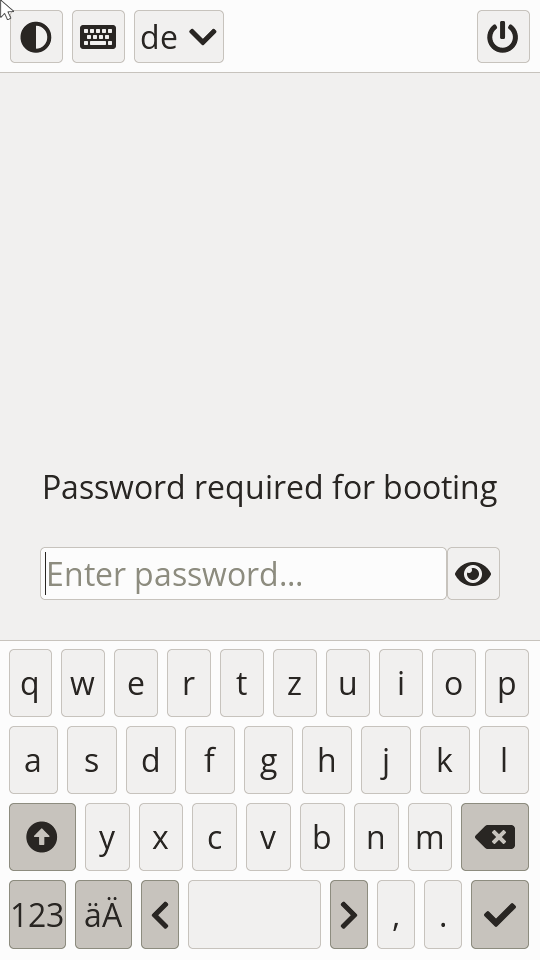 de
Password required for booting
Enter password...
q w e r t z u i o p
a s d f g h j k l
y x c v b n m
123 äÄ , .